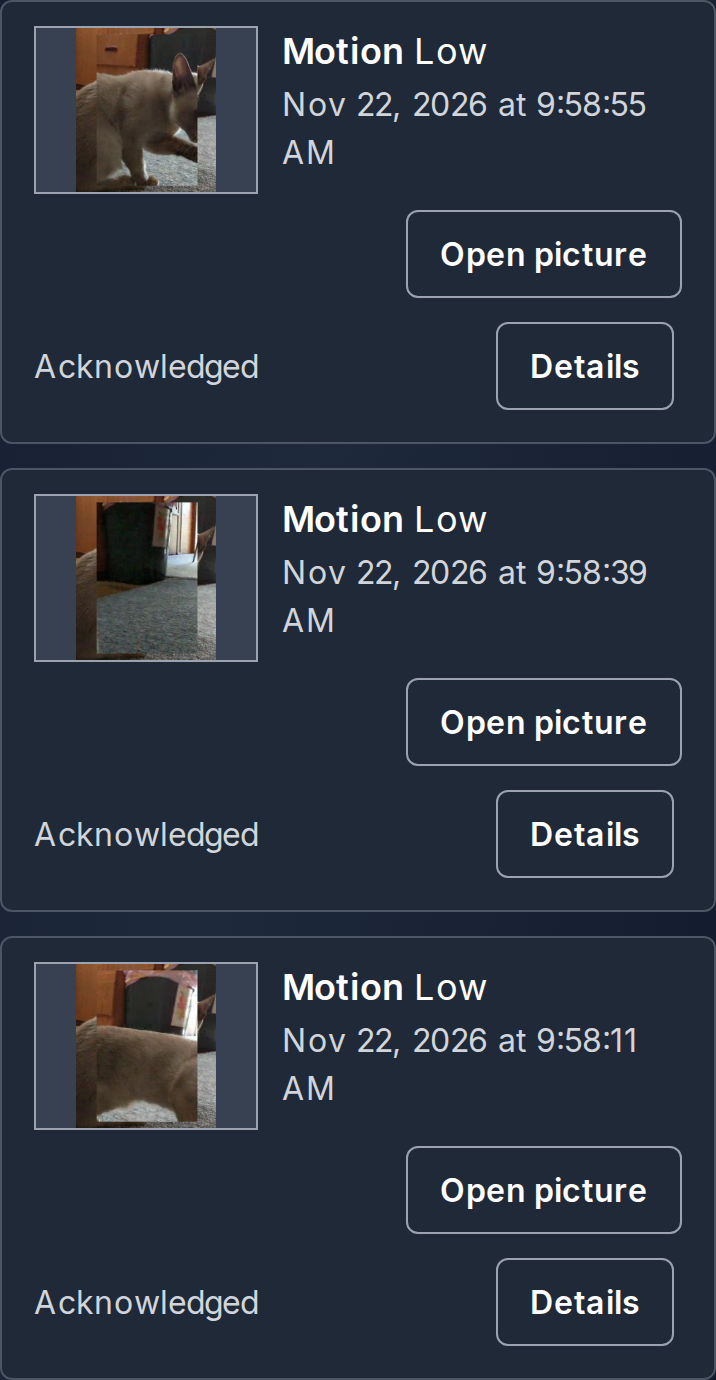 Motion Low
Nov 22, 2026 at 9:58:55
AM
Open picture
Acknowledged
Details
Motion Low
Nov 22, 2026 at 9:58:39
AM
Open picture
Acknowledged
Details
Motion Low
Nov 22, 2026 at 9:58:11
AM
Open picture
Acknowledged
Details